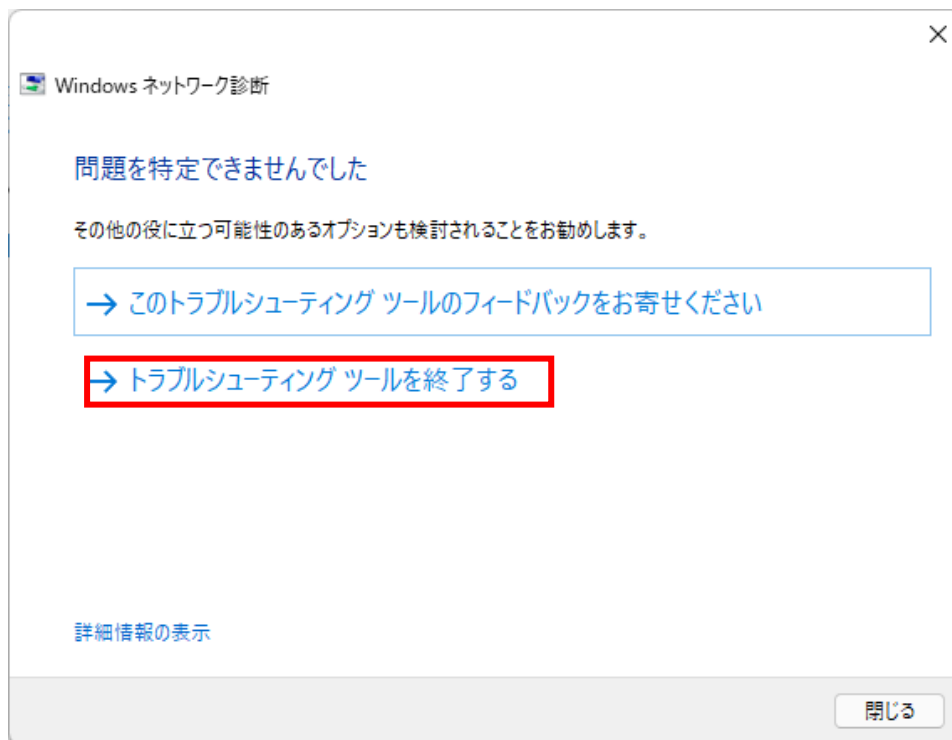 Windows ネットワーク診断
問題を特定できませんでした
その他の役に立つ可能性のあるオプションも検討されることをお勧めします。
→ このトラブルシューティング ツールのフィードバックをお寄せください
→ トラブルシューティング ツールを終了する
詳細情報の表示
閉じる